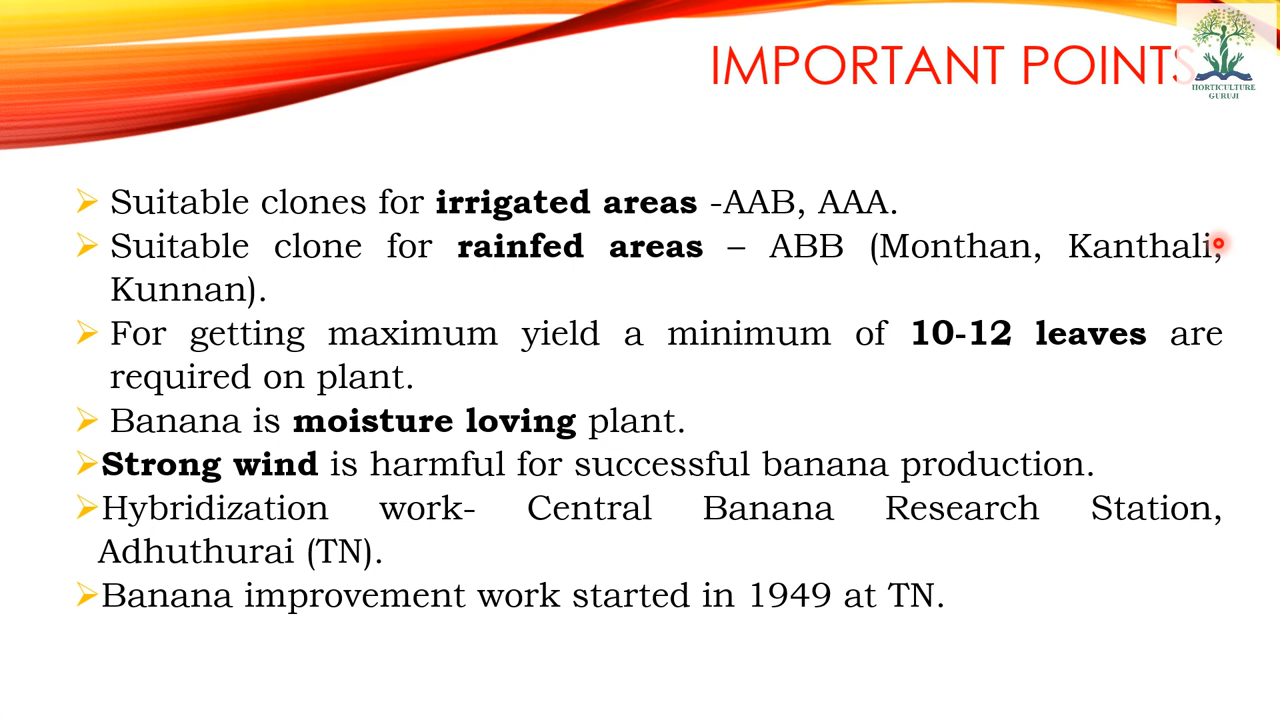 IMPORTANT POINTS
HORTICULTURE
GURUJI
➢ Suitable clones for irrigated areas -AAB, AAA.
➢ Suitable clone for rainfed areas – ABB (Monthan, Kanthali,
Kunnan).
➢ For getting maximum yield a minimum of 10-12 leaves are
required on plant.
➢ Banana is moisture loving plant.
➢Strong wind is harmful for successful banana production.
➢Hybridization work- Central Banana Research Station,
Adhuthurai (TN).
➢Banana improvement work started in 1949 at TN.